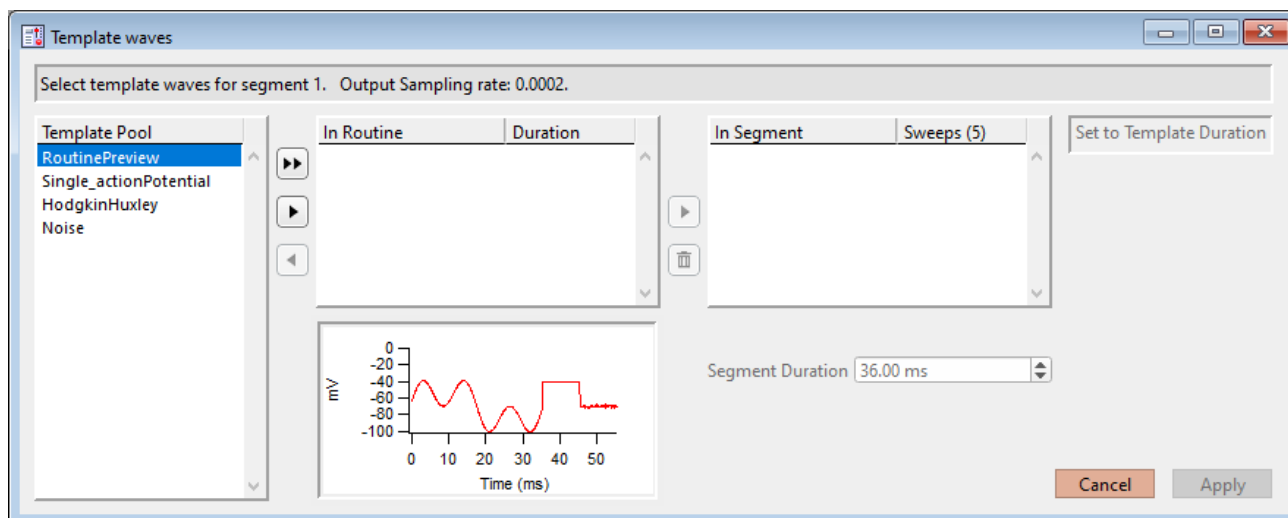 Template waves
Select template waves for segment 1. Output Sampling rate: 0.0002.
Template Pool
RoutinePreview
Single_actionPotential
HodgkinHuxley
Noise
In Routine Duration
In Segment Sweeps (5)
Set to Template Duration
0
-20
-40
-60
-80
-100
mV
0 10 20 30 40 50
Time (ms)
Segment Duration 36.00 ms
Cancel Apply